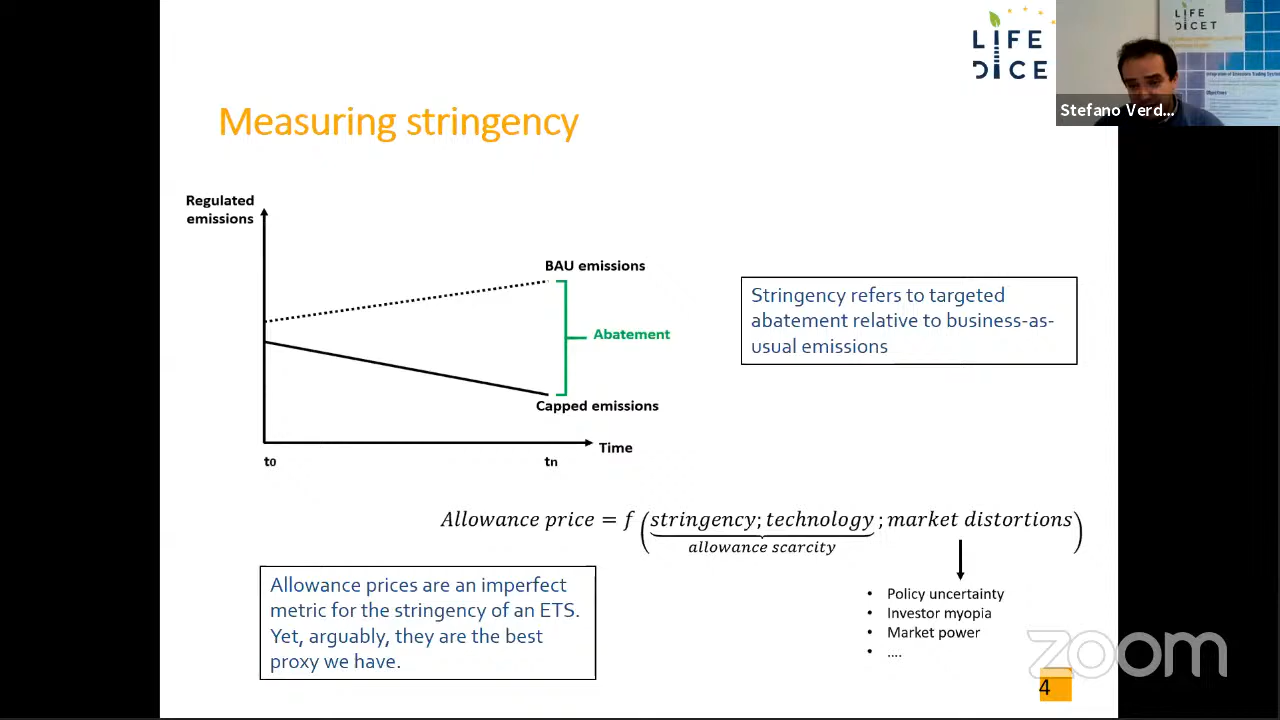 LIFE
DICE
LIFE
DICET
Stefano Verd...
Measuring stringency
Regulated
emissions
BAU emissions
Abatement
Capped emissions
Time
t0
tn
Stringency refers to targeted
abatement relative to business-as-
usual emissions
Allowance price = f (stringency; technology ; market distortions)
allowance scarcity
• Policy uncertainty
• Investor myopia
• Market power
• ....
Allowance prices are an imperfect
metric for the stringency of an ETS.
Yet, arguably, they are the best
proxy we have.
zoom
4